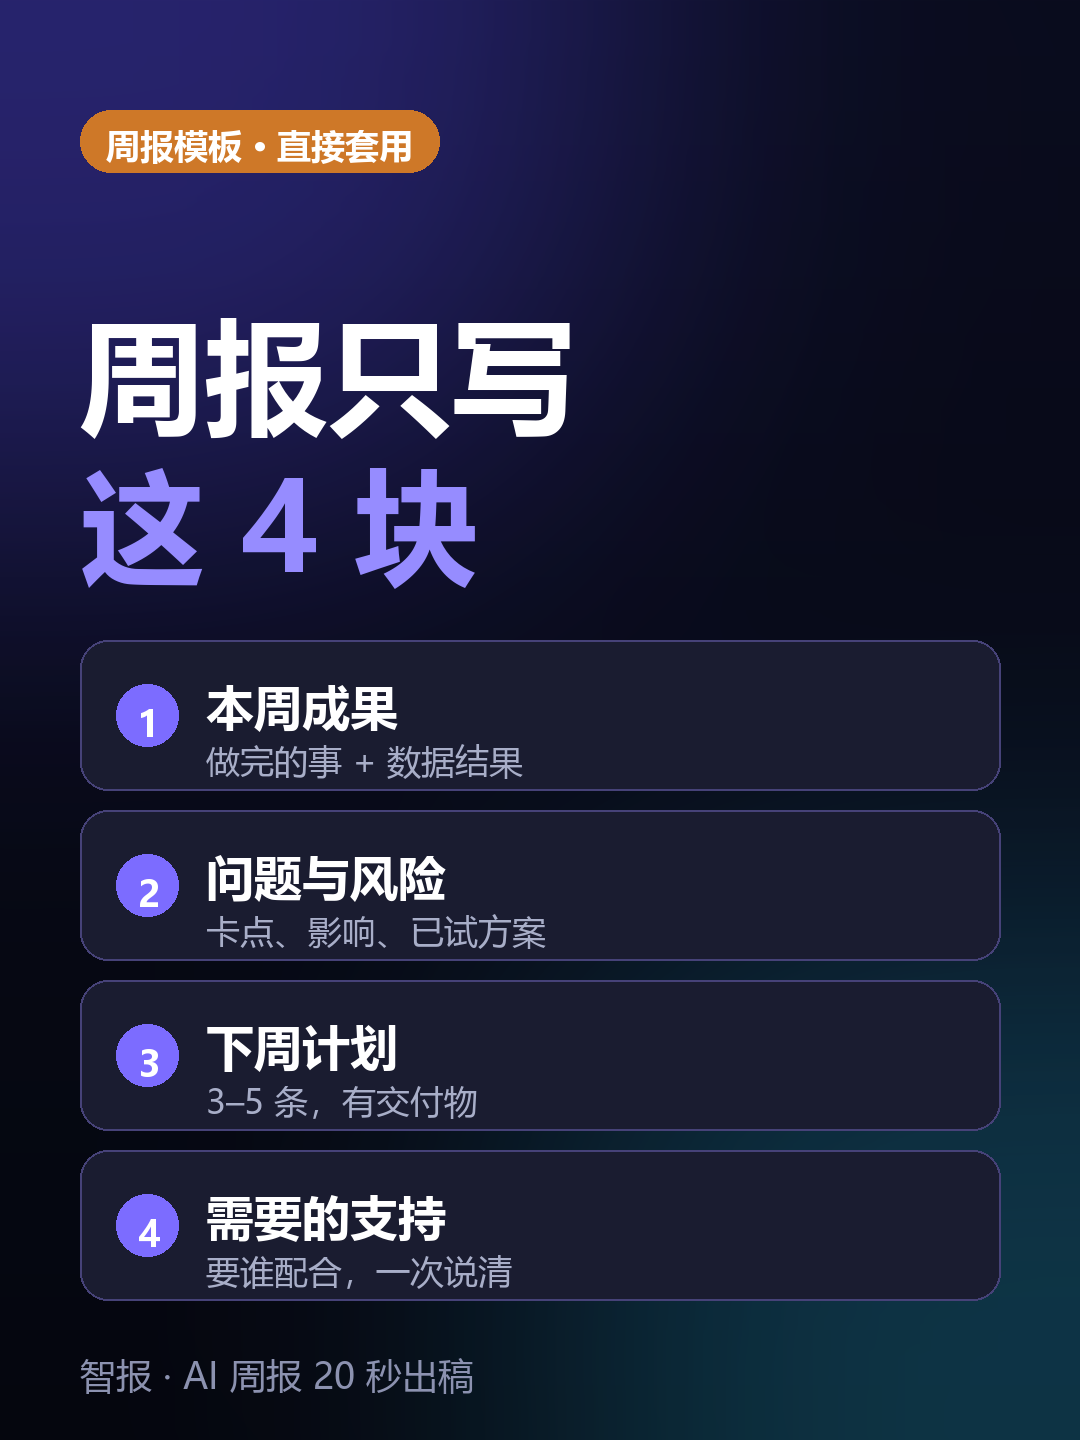 周报模板 · 直接套用
周报只写
这 4 块
1
本周成果
做完的事 + 数据结果
2
问题与风险
卡点、影响、已试方案
3
下周计划
3–5 条，有交付物
4
需要的支持
要谁配合，一次说清
智报 · AI 周报 20 秒出稿